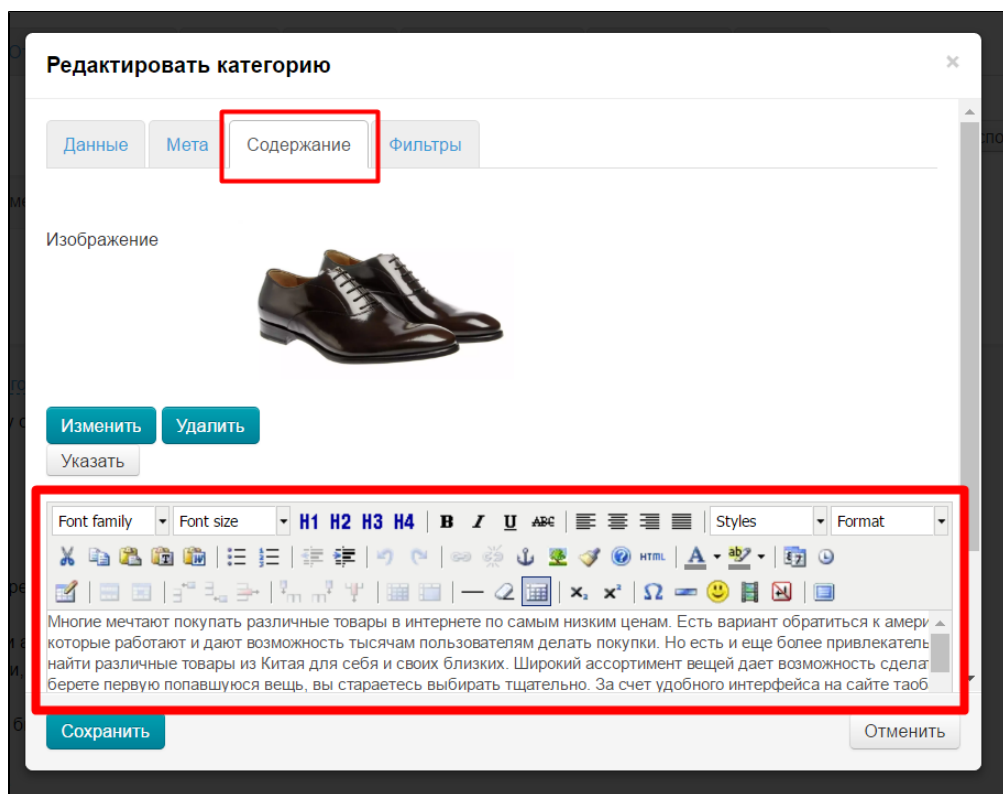 Редактировать категорию ×
Данные Мета Содержание Фильтры
Изображение
Изменить Удалить
Указать
Font family Font size H1 H2 H3 H4 B I U ABC Styles Format
HTML A ab
x₂ x² Ω
Многие мечтают покупать различные товары в интернете по самым низким ценам. Есть вариант обратиться к амери
которые работают и дают возможность тысячам пользователям делать покупки. Но есть и еще более привлекатель
найти различные товары из Китая для себя и своих близких. Широкий ассортимент вещей дает возможность сделат
берете первую попавшуюся вещь, вы стараетесь выбирать тщательно. За счет удобного интерфейса на сайте таоб
Сохранить Отменить